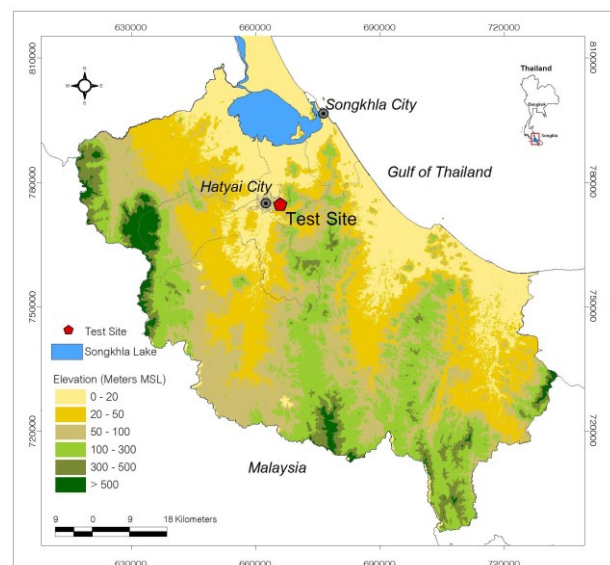 630000 660000 690000 720000
810000 810000
Thailand
Bangkok
Songkhla City
Gulf of Thailand
780000 780000
Hatyai City
Test Site
750000 750000
Test Site
Songkhla Lake
Elevation (Meters MSL)
0 - 20
20 - 50
50 - 100
100 - 300
300 - 500
> 500
720000 720000
Malaysia
9 0 9 18 Kilometers
630000 660000 690000 720000